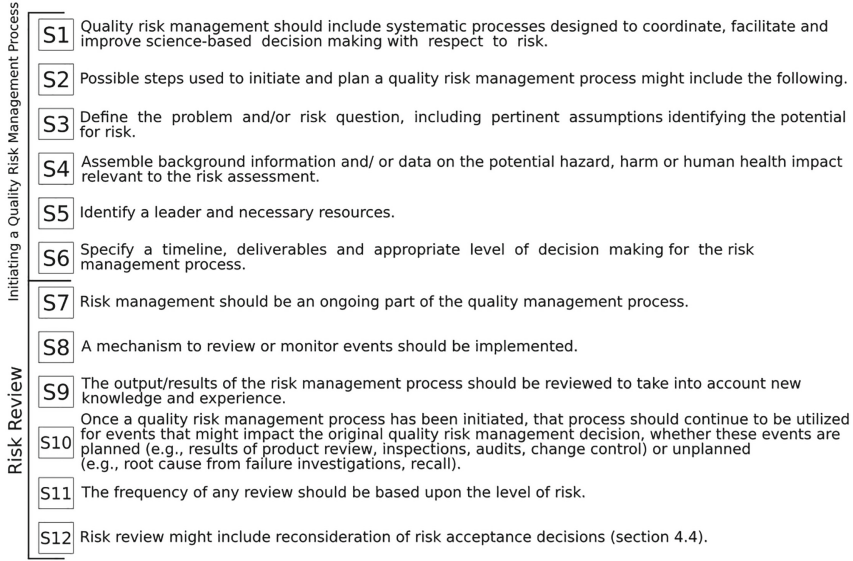 Initiating a Quality Risk Management Process
S1 Quality risk management should include systematic processes designed to coordinate, facilitate and
improve science-based decision making with respect to risk.
S2 Possible steps used to initiate and plan a quality risk management process might include the following.
S3 Define the problem and/or risk question, including pertinent assumptions identifying the potential
for risk.
S4 Assemble background information and/ or data on the potential hazard, harm or human health impact
relevant to the risk assessment.
S5 Identify a leader and necessary resources.
S6 Specify a timeline, deliverables and appropriate level of decision making for the risk
management process.
Risk Review
S7 Risk management should be an ongoing part of the quality management process.
S8 A mechanism to review or monitor events should be implemented.
S9 The output/results of the risk management process should be reviewed to take into account new
knowledge and experience.
S10 Once a quality risk management process has been initiated, that process should continue to be utilized
for events that might impact the original quality risk management decision, whether these events are
planned (e.g., results of product review, inspections, audits, change control) or unplanned
(e.g., root cause from failure investigations, recall).
S11 The frequency of any review should be based upon the level of risk.
S12 Risk review might include reconsideration of risk acceptance decisions (section 4.4).